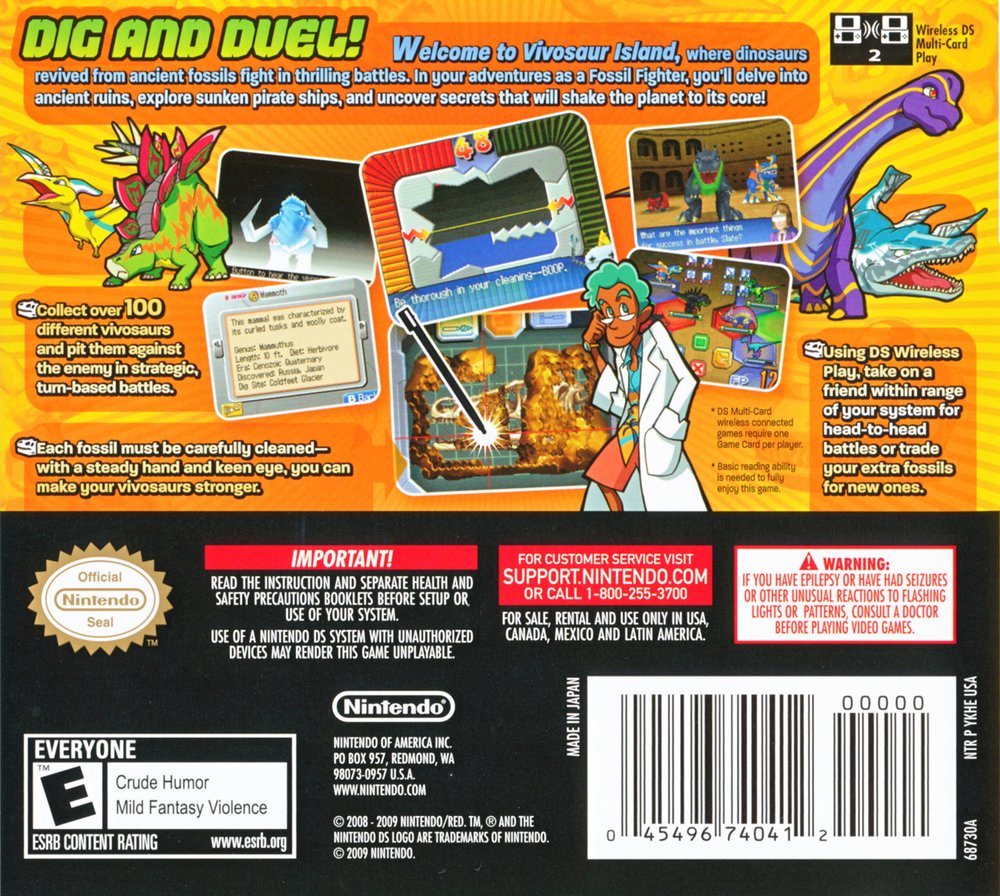 DIG AND DUEL!
Welcome to Vivosaur Island, where dinosaurs
revived from ancient fossils fight in thrilling battles. In your adventures as a Fossil Fighter, you'll delve into
ancient ruins, explore sunken pirate ships, and uncover secrets that will shake the planet to its core!
2
Wireless DS
Multi-Card
Play
48
Be thorough in your cleaning--BOOP.
What are the important things
for success in battle, Slate?
Mammoth
This mammal was characterized by
its curled tusks and woolly coat.
Genus: Mammuthus
Length: 10 ft. Diet: Herbivore
Era: Cenozoic Quaternary
Discovered: Russia, Japan
Dig Site: Coldfeet Glacier
B Back
FP 12
Collect over 100
different vivosaurs
and pit them against
the enemy in strategic,
turn-based battles.
Each fossil must be carefully cleaned—
with a steady hand and keen eye, you can
make your vivosaurs stronger.
* DS Multi-Card
wireless connected
games require one
Game Card per player.
* Basic reading ability
is needed to fully
enjoy this game.
Using DS Wireless
Play, take on a
friend within range
of your system for
head-to-head
battles or trade
your extra fossils
for new ones.
Official
Nintendo
Seal
TM
IMPORTANT!
READ THE INSTRUCTION AND SEPARATE HEALTH AND
SAFETY PRECAUTIONS BOOKLETS BEFORE SETUP OR
USE OF YOUR SYSTEM.
USE OF A NINTENDO DS SYSTEM WITH UNAUTHORIZED
DEVICES MAY RENDER THIS GAME UNPLAYABLE.
FOR CUSTOMER SERVICE VISIT
SUPPORT.NINTENDO.COM
OR CALL 1-800-255-3700
FOR SALE, RENTAL AND USE ONLY IN USA,
CANADA, MEXICO AND LATIN AMERICA.
WARNING:
IF YOU HAVE EPILEPSY OR HAVE HAD SEIZURES
OR OTHER UNUSUAL REACTIONS TO FLASHING
LIGHTS OR PATTERNS, CONSULT A DOCTOR
BEFORE PLAYING VIDEO GAMES.
EVERYONE
TM
E
Crude Humor
Mild Fantasy Violence
ESRB CONTENT RATING www.esrb.org
Nintendo®
NINTENDO OF AMERICA INC.
PO BOX 957, REDMOND, WA
98073-0957 U.S.A.
WWW.NINTENDO.COM
© 2008 - 2009 NINTENDO/RED. TM, ® AND THE
NINTENDO DS LOGO ARE TRADEMARKS OF NINTENDO.
© 2009 NINTENDO.
MADE IN JAPAN
00000
0 45496 74041 2
NTR P YKHE USA
68730A